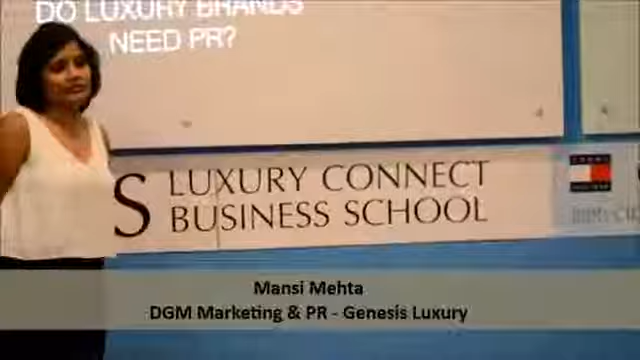 DO LUXURY BRANDS
NEED PR?
S LUXURY CONNECT
BUSINESS SCHOOL
Mansi Mehta
DGM Marketing & PR - Genesis Luxury